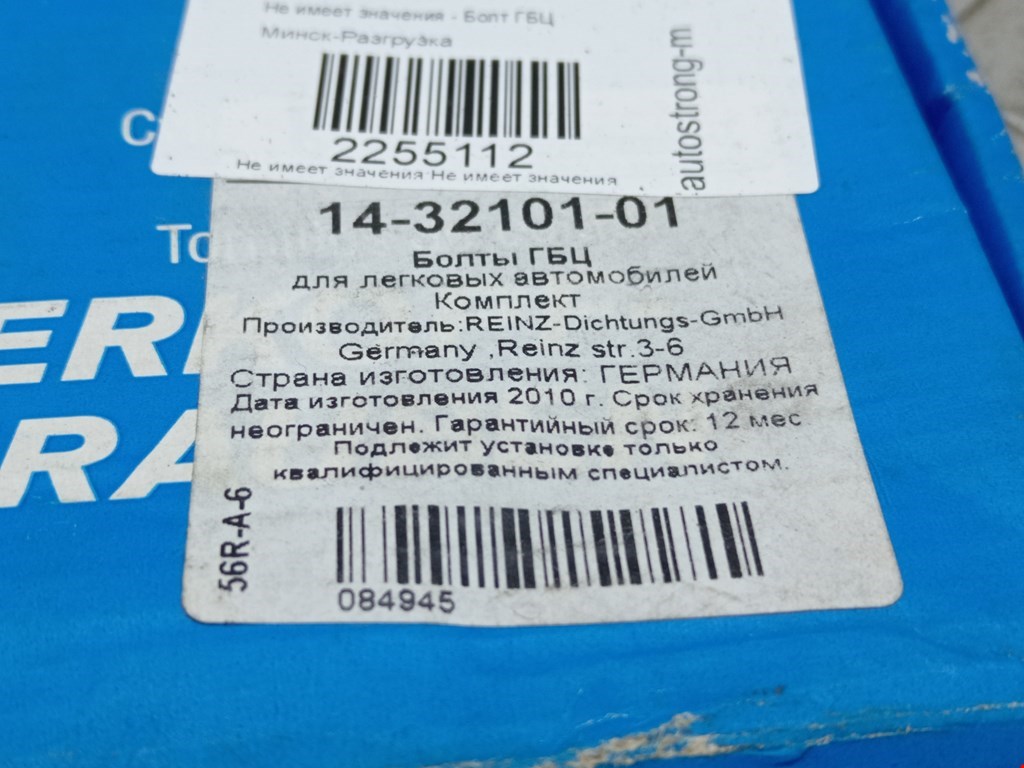 Не имеет значения - Болт ГБЦ
Минск-Разгрузка
autostrong-m
2255112
Не имеет значения Не имеет значения
14-32101-01
Болты ГБЦ
для легковых автомобилей
Комплект
Производитель:REINZ-Dichtungs-GmbH
Germany ,Reinz str.3-6
Страна изготовления: ГЕРМАНИЯ
Дата изготовления 2010 г. Срок хранения
неограничен. Гарантийный срок: 12 мес
Подлежит установке только
квалифицированным специалистом.
56R-A-6
084945